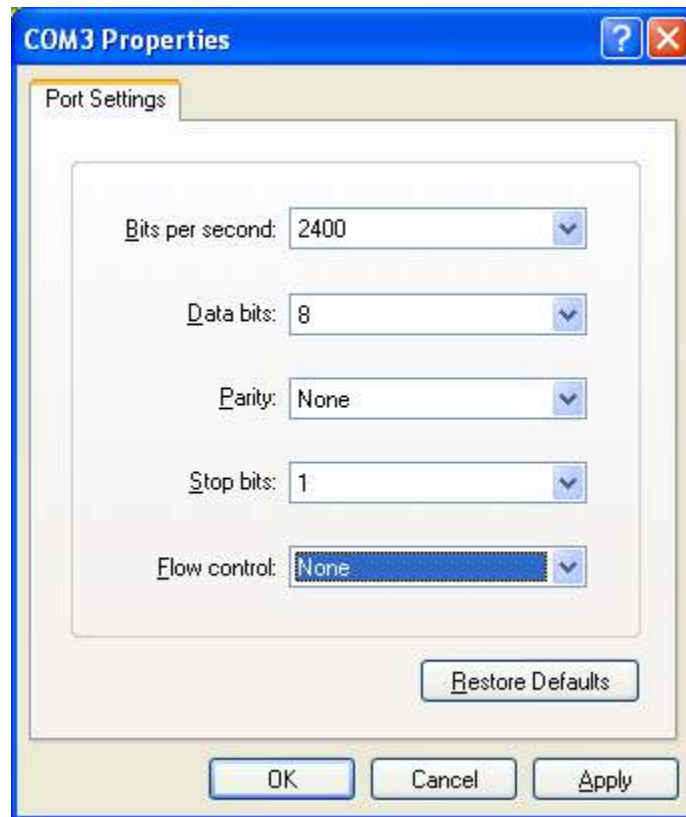 COM3 Properties
Port Settings
Bits per second: 2400
Data bits: 8
Parity: None
Stop bits: 1
Flow control: None
Restore Defaults
OK Cancel Apply